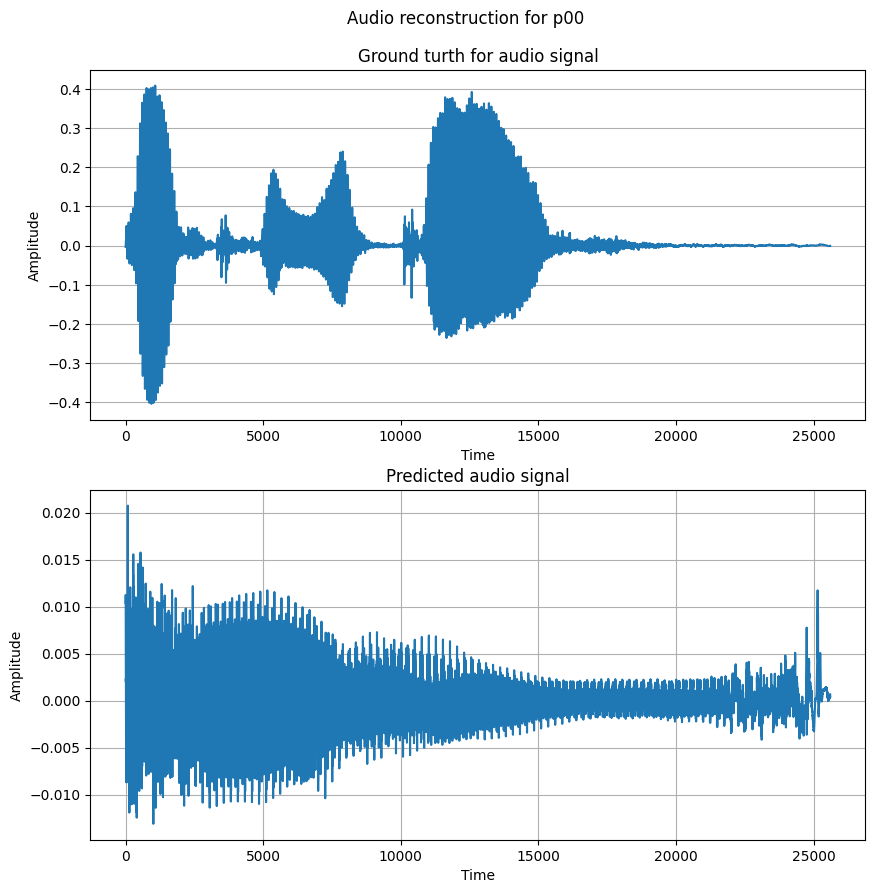 Audio reconstruction for p00
Ground turth for audio signal
0.4
0.3
0.2
0.1
0.0
−0.1
−0.2
−0.3
−0.4
Amplitude
0 5000 10000 15000 20000 25000
Time
Predicted audio signal
0.020
0.015
0.010
0.005
0.000
−0.005
−0.010
Amplitude
0 5000 10000 15000 20000 25000
Time